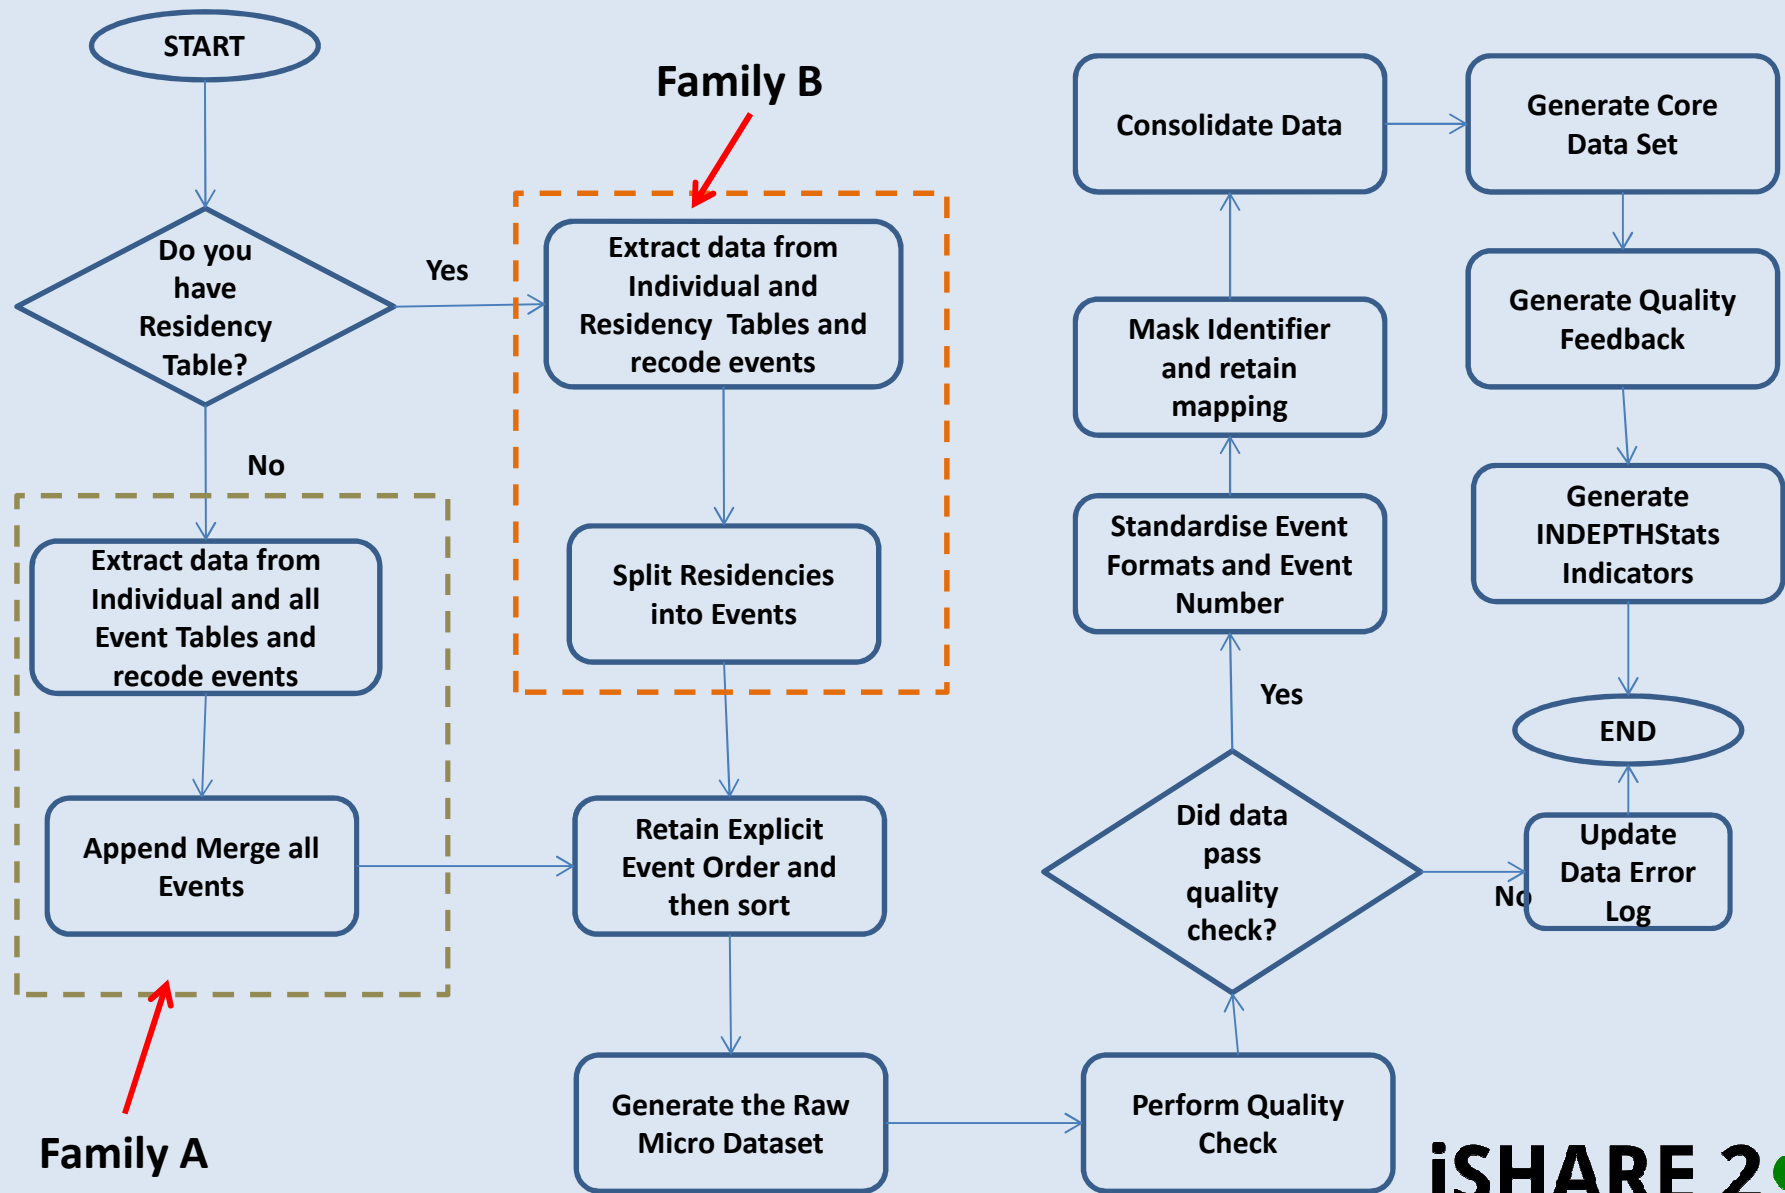 START
Do you
have
Residency
Table?
Yes
No
Family B
Extract data from
Individual and
Residency Tables and
recode events
Split Residencies
into Events
Extract data from
Individual and all
Event Tables and
recode events
Append Merge all
Events
Family A
Retain Explicit
Event Order and
then sort
Generate the Raw
Micro Dataset
Perform Quality
Check
Did data
pass
quality
check?
Yes
No
Update
Data Error
Log
Standardise Event
Formats and Event
Number
Mask Identifier
and retain
mapping
Consolidate Data
Generate Core
Data Set
Generate Quality
Feedback
Generate
INDEPTHStats
Indicators
END
iSHARE 2